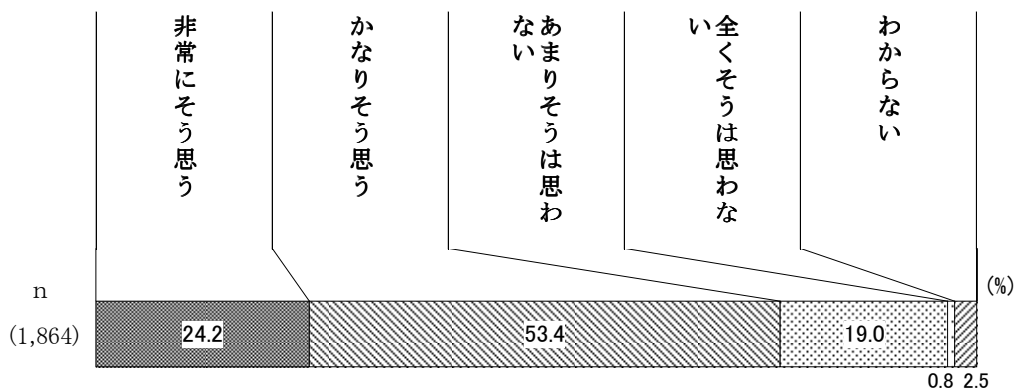 非常にそう思う
かなりそう思う
あまりそうは思わ
ない
全くそうは思わな
い
わからない
(%)
n
(1,864)
24.2
53.4
19.0
0.8
2.5